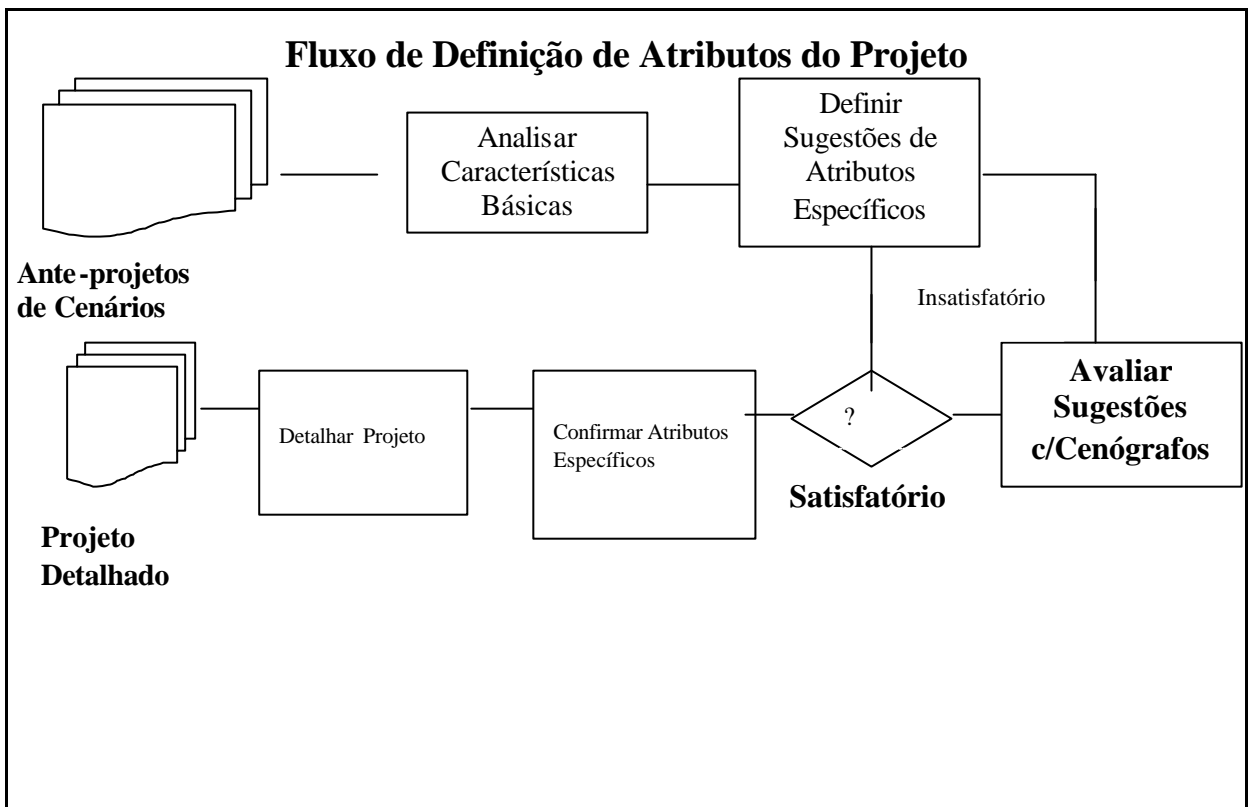 Fluxo de Definição de Atributos do Projeto
Analisar
Características
Básicas
Definir
Sugestões de
Atributos
Específicos
Ante-projetos
de Cenários
Insatisfatório
Avaliar
Sugestões
c/Cenógrafos
?
Satisfatório
Confirmar Atributos
Específicos
Detalhar Projeto
Projeto
Detalhado